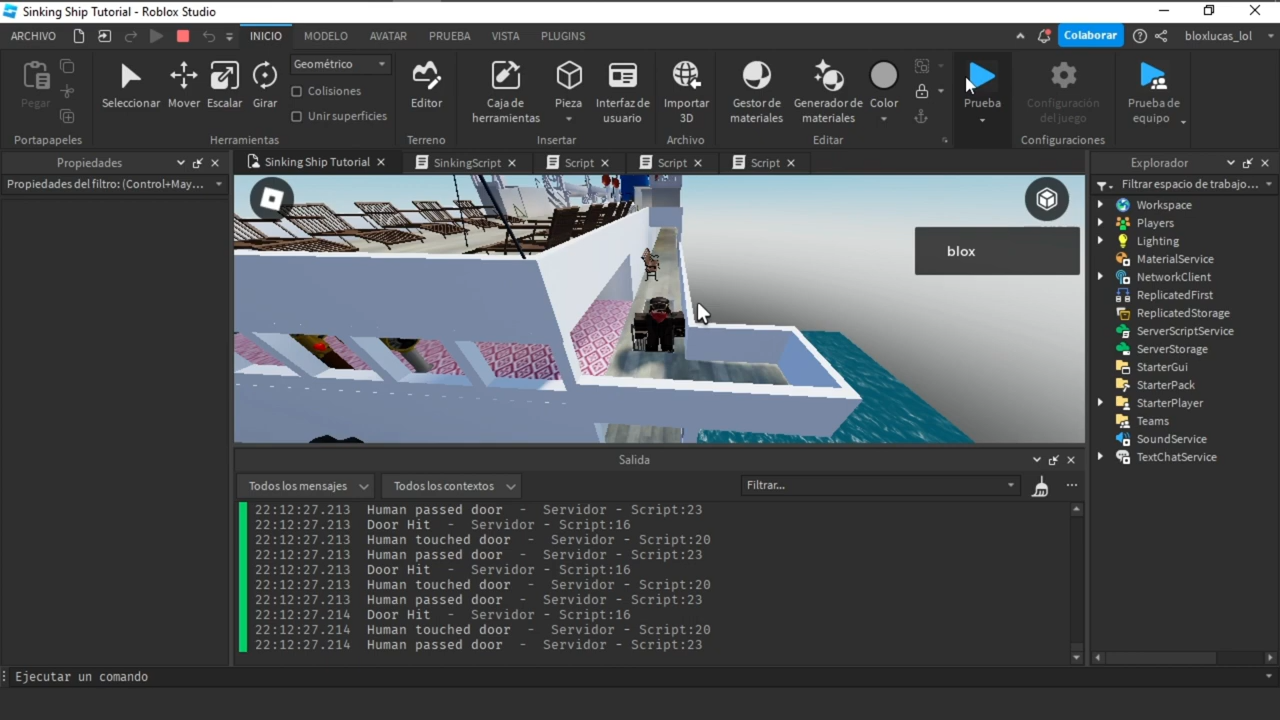 Sinking Ship Tutorial - Roblox Studio
ARCHIVO INICIO MODELO AVATAR PRUEBA VISTA PLUGINS Colaborar bloxlucas_lol
Pegar
Portapapeles
Seleccionar Mover Escalar Girar
Geométrico
Colisiones
Unir superficies
Herramientas
Editor
Terreno
Caja de herramientas
Pieza
Interfaz de usuario
Insertar
Importar 3D
Archivo
Gestor de materiales
Generador de materiales
Color
Editar
Prueba
Configuración del juego
Configuraciones
Prueba de equipo
Propiedades
Propiedades del filtro: (Control+May...
Sinking Ship Tutorial SinkingScript Script Script Script
blox
Salida
Todos los mensajes Todos los contextos Filtrar...
22:12:27.213 Human passed door - Servidor - Script:23
22:12:27.213 Door Hit - Servidor - Script:16
22:12:27.213 Human touched door - Servidor - Script:20
22:12:27.213 Human passed door - Servidor - Script:23
22:12:27.213 Door Hit - Servidor - Script:16
22:12:27.213 Human touched door - Servidor - Script:20
22:12:27.213 Human passed door - Servidor - Script:23
22:12:27.214 Door Hit - Servidor - Script:16
22:12:27.214 Human touched door - Servidor - Script:20
22:12:27.214 Human passed door - Servidor - Script:23
Explorador
Filtrar espacio de trabajo...
Workspace
Players
Lighting
MaterialService
NetworkClient
ReplicatedFirst
ReplicatedStorage
ServerScriptService
ServerStorage
StarterGui
StarterPack
StarterPlayer
Teams
SoundService
TextChatService
Ejecutar un comando